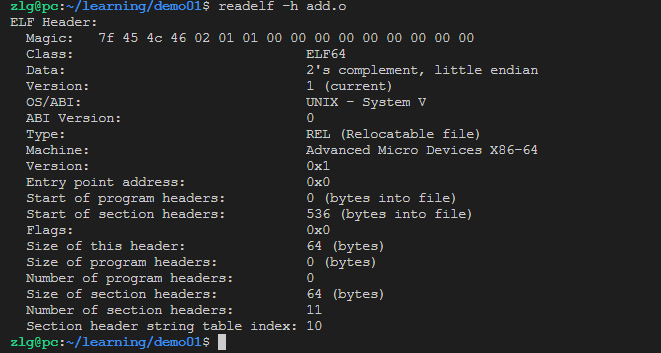 zlg@pc:~/learning/demo01$ readelf -h add.o
ELF Header:
  Magic:   7f 45 4c 46 02 01 01 00 00 00 00 00 00 00 00 00
  Class:                             ELF64
  Data:                              2's complement, little endian
  Version:                           1 (current)
  OS/ABI:                            UNIX - System V
  ABI Version:                       0
  Type:                              REL (Relocatable file)
  Machine:                           Advanced Micro Devices X86-64
  Version:                           0x1
  Entry point address:               0x0
  Start of program headers:          0 (bytes into file)
  Start of section headers:          536 (bytes into file)
  Flags:                             0x0
  Size of this header:               64 (bytes)
  Size of program headers:           0 (bytes)
  Number of program headers:         0
  Size of section headers:           64 (bytes)
  Number of section headers:         11
  Section header string table index: 10
zlg@pc:~/learning/demo01$